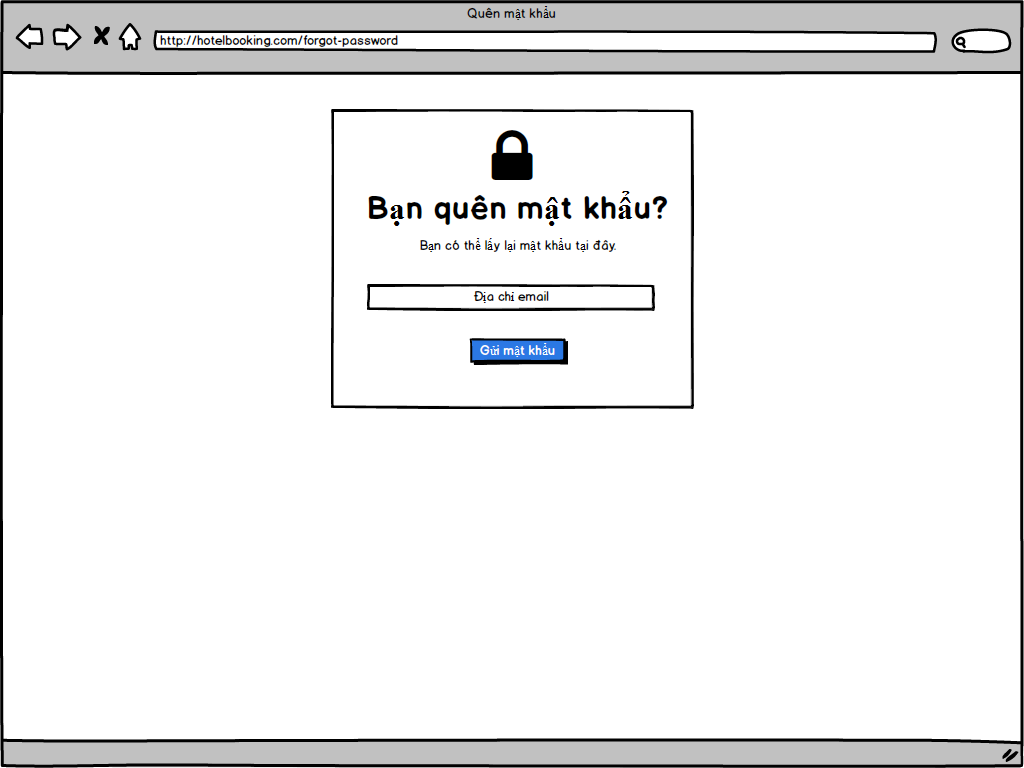 Quên mật khẩu
http://hotelbooking.com/forgot-password
Bạn quên mật khẩu?
Bạn có thể lấy lại mật khẩu tại đây.
Địa chỉ email
Gửi mật khẩu